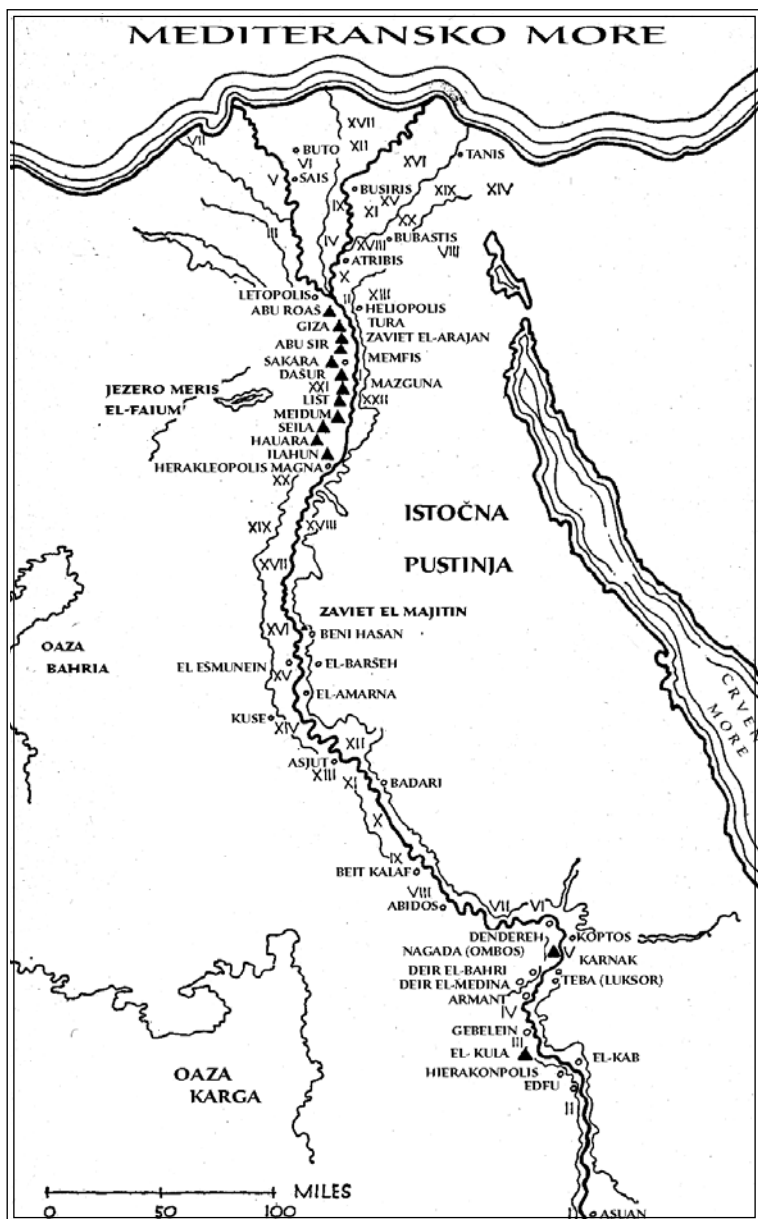 MEDITERANSKO MORE
XVII
VII
XII
BUTO
VI
XVI
TANIS
V
SAIS
BUSIRIS
XIX
XIV
XV
IX
XI
XX
III
IV
XVIII
BUBASTIS
VIII
ATRIBIS
X
LETOPOLIS
II
XIII
HELIOPOLIS
ABU ROAŠ
TURA
GIZA
ZAVIET EL-ARAJAN
ABU SIR
SAKARA
MEMFIS
DAŠUR
I
MAZGUNA
JEZERO MERIS
EL-FAIUM
XXI
LIST
XXII
MEIDUM
SEILA
HAUARA
ILAHUN
HERAKLEOPOLIS MAGNA
XX
ISTOČNA
PUSTINJA
XIX
XVIII
XVII
ZAVIET EL MAJITIN
XVI
BENI HASAN
OAZA
BAHRIA
EL EŠMUNEIN
EL-BARŠEH
XV
EL-AMARNA
CRVEN
MORE
KUSE
XIV
XII
ASJUT
XIII
XI
BADARI
X
IX
BEIT KALAF
VIII
ABIDOS
VII
VI
DENDEREH
KOPTOS
NAGADA (OMBOS)
V
KARNAK
DEIR EL-BAHRI
DEIR EL-MEDINA
TEBA (LUKSOR)
ARMANT
IV
GEBELEIN
III
EL- KULA
EL-KAB
HIERAKONPOLIS
EDFU
II
OAZA
KARGA
MILES
0
100
I
ASUAN